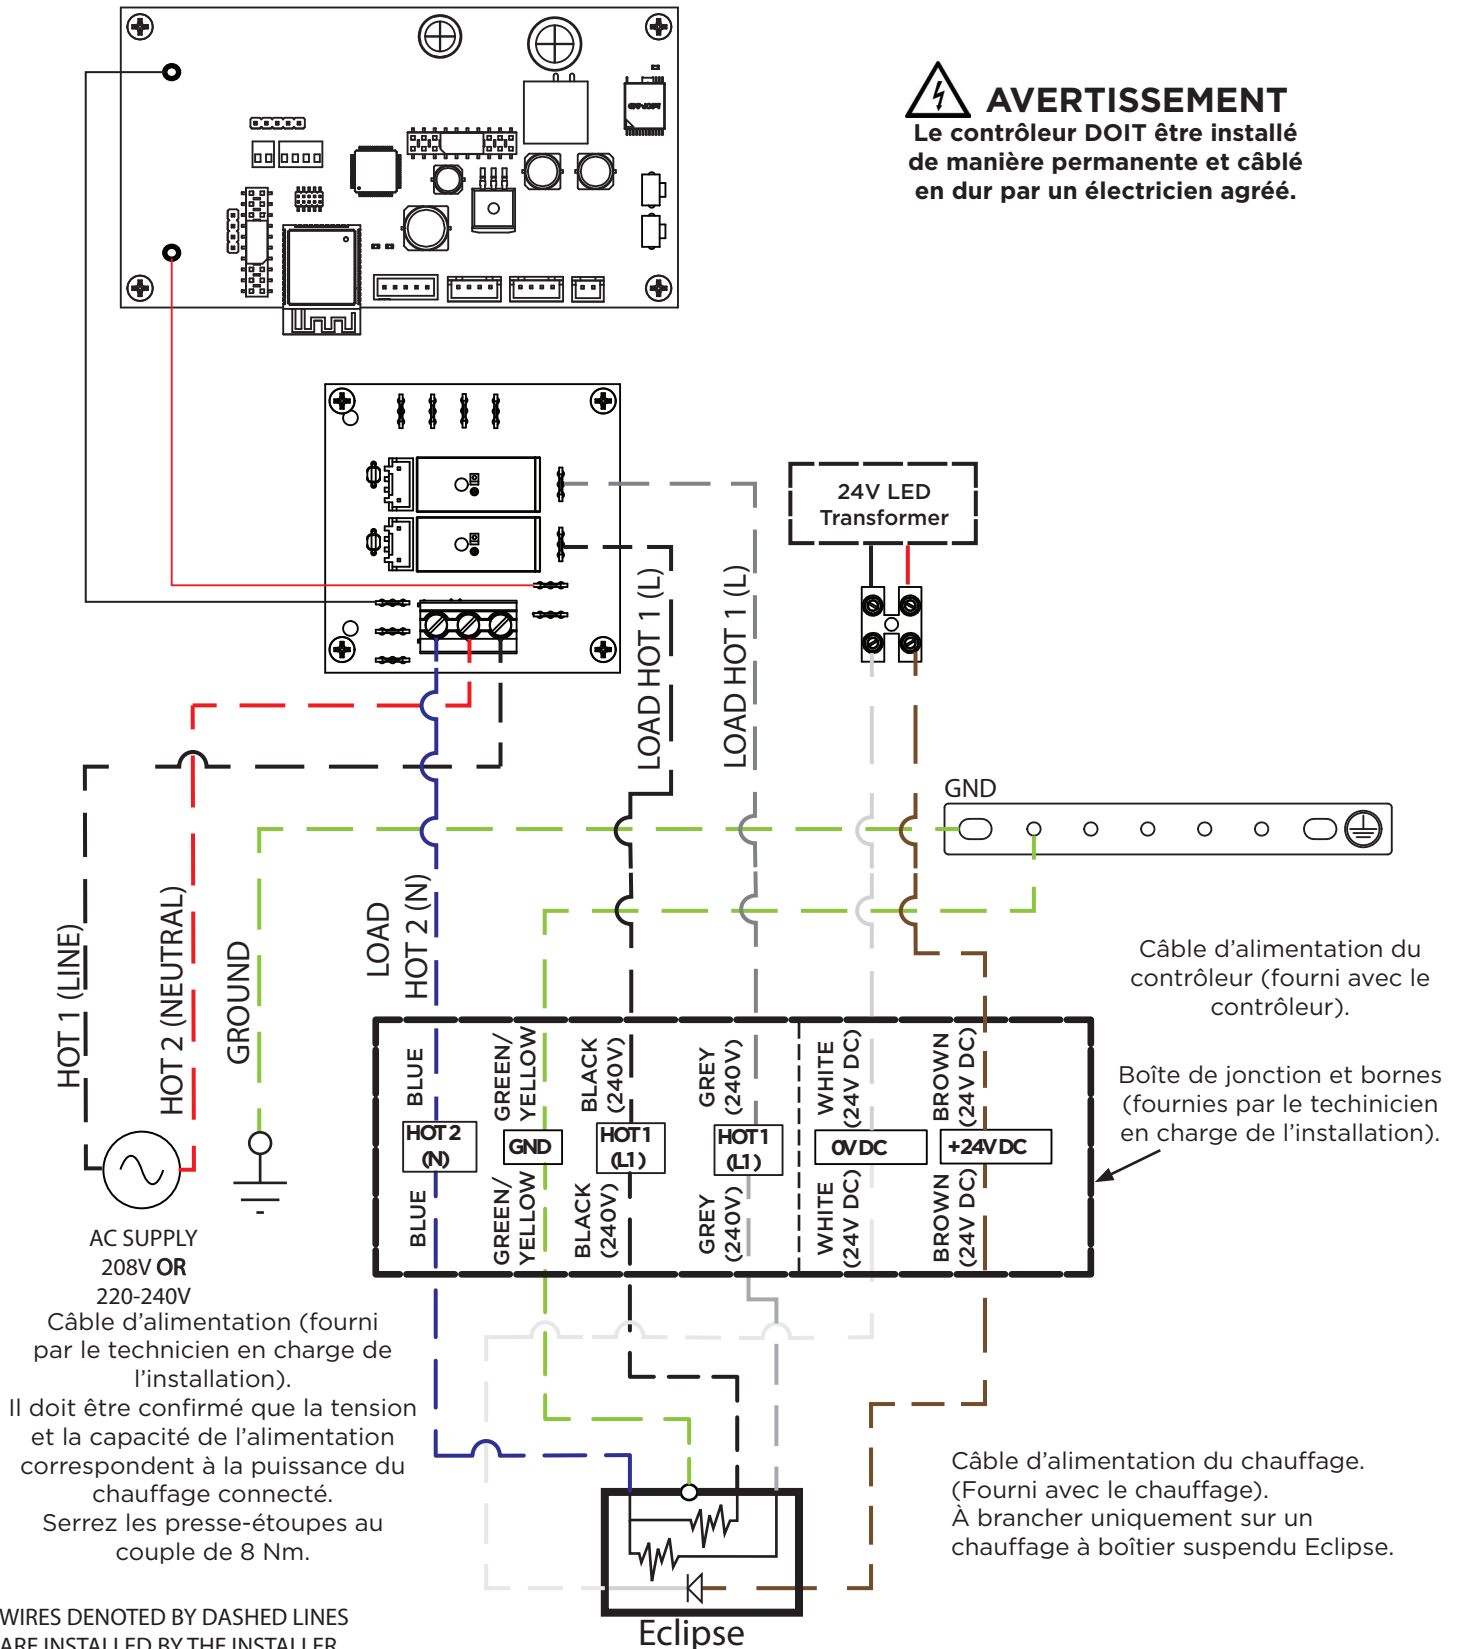 AVERTISSEMENT
Le contrôleur DOIT être installé
de manière permanente et câblé
en dur par un électricien agréé.
24V LED
Transformer
LOAD HOT 1 (L)
LOAD HOT 1 (L)
GND
HOT 1 (LINE)
HOT 2 (NEUTRAL)
GROUND
LOAD
HOT 2 (N)
Câble d'alimentation du
contrôleur (fourni avec le
contrôleur).
Boîte de jonction et bornes
(fournies par le techinicien
en charge de l'installation).
BLUE
GREEN/
YELLOW
BLACK
(240V)
GREY
(240V)
WHITE
(24V DC)
BROWN
(24V DC)
HOT 2
(N)
GND
HOT 1
(L1)
HOT 1
(L1)
0V DC
+24V DC
BLUE
GREEN/
YELLOW
BLACK
(240V)
GREY
(240V)
WHITE
(24V DC)
BROWN
(24V DC)
AC SUPPLY
208V OR
220-240V
Câble d'alimentation (fourni
par le technicien en charge de
l'installation).
Il doit être confirmé que la tension
et la capacité de l'alimentation
correspondent à la puissance du
chauffage connecté.
Serrez les presse-étoupes au
couple de 8 Nm.
Câble d'alimentation du chauffage.
(Fourni avec le chauffage).
À brancher uniquement sur un
chauffage à boîtier suspendu Eclipse.
Eclipse
WIRES DENOTED BY DASHED LINES
ARE INSTALLED BY THE INSTALLER